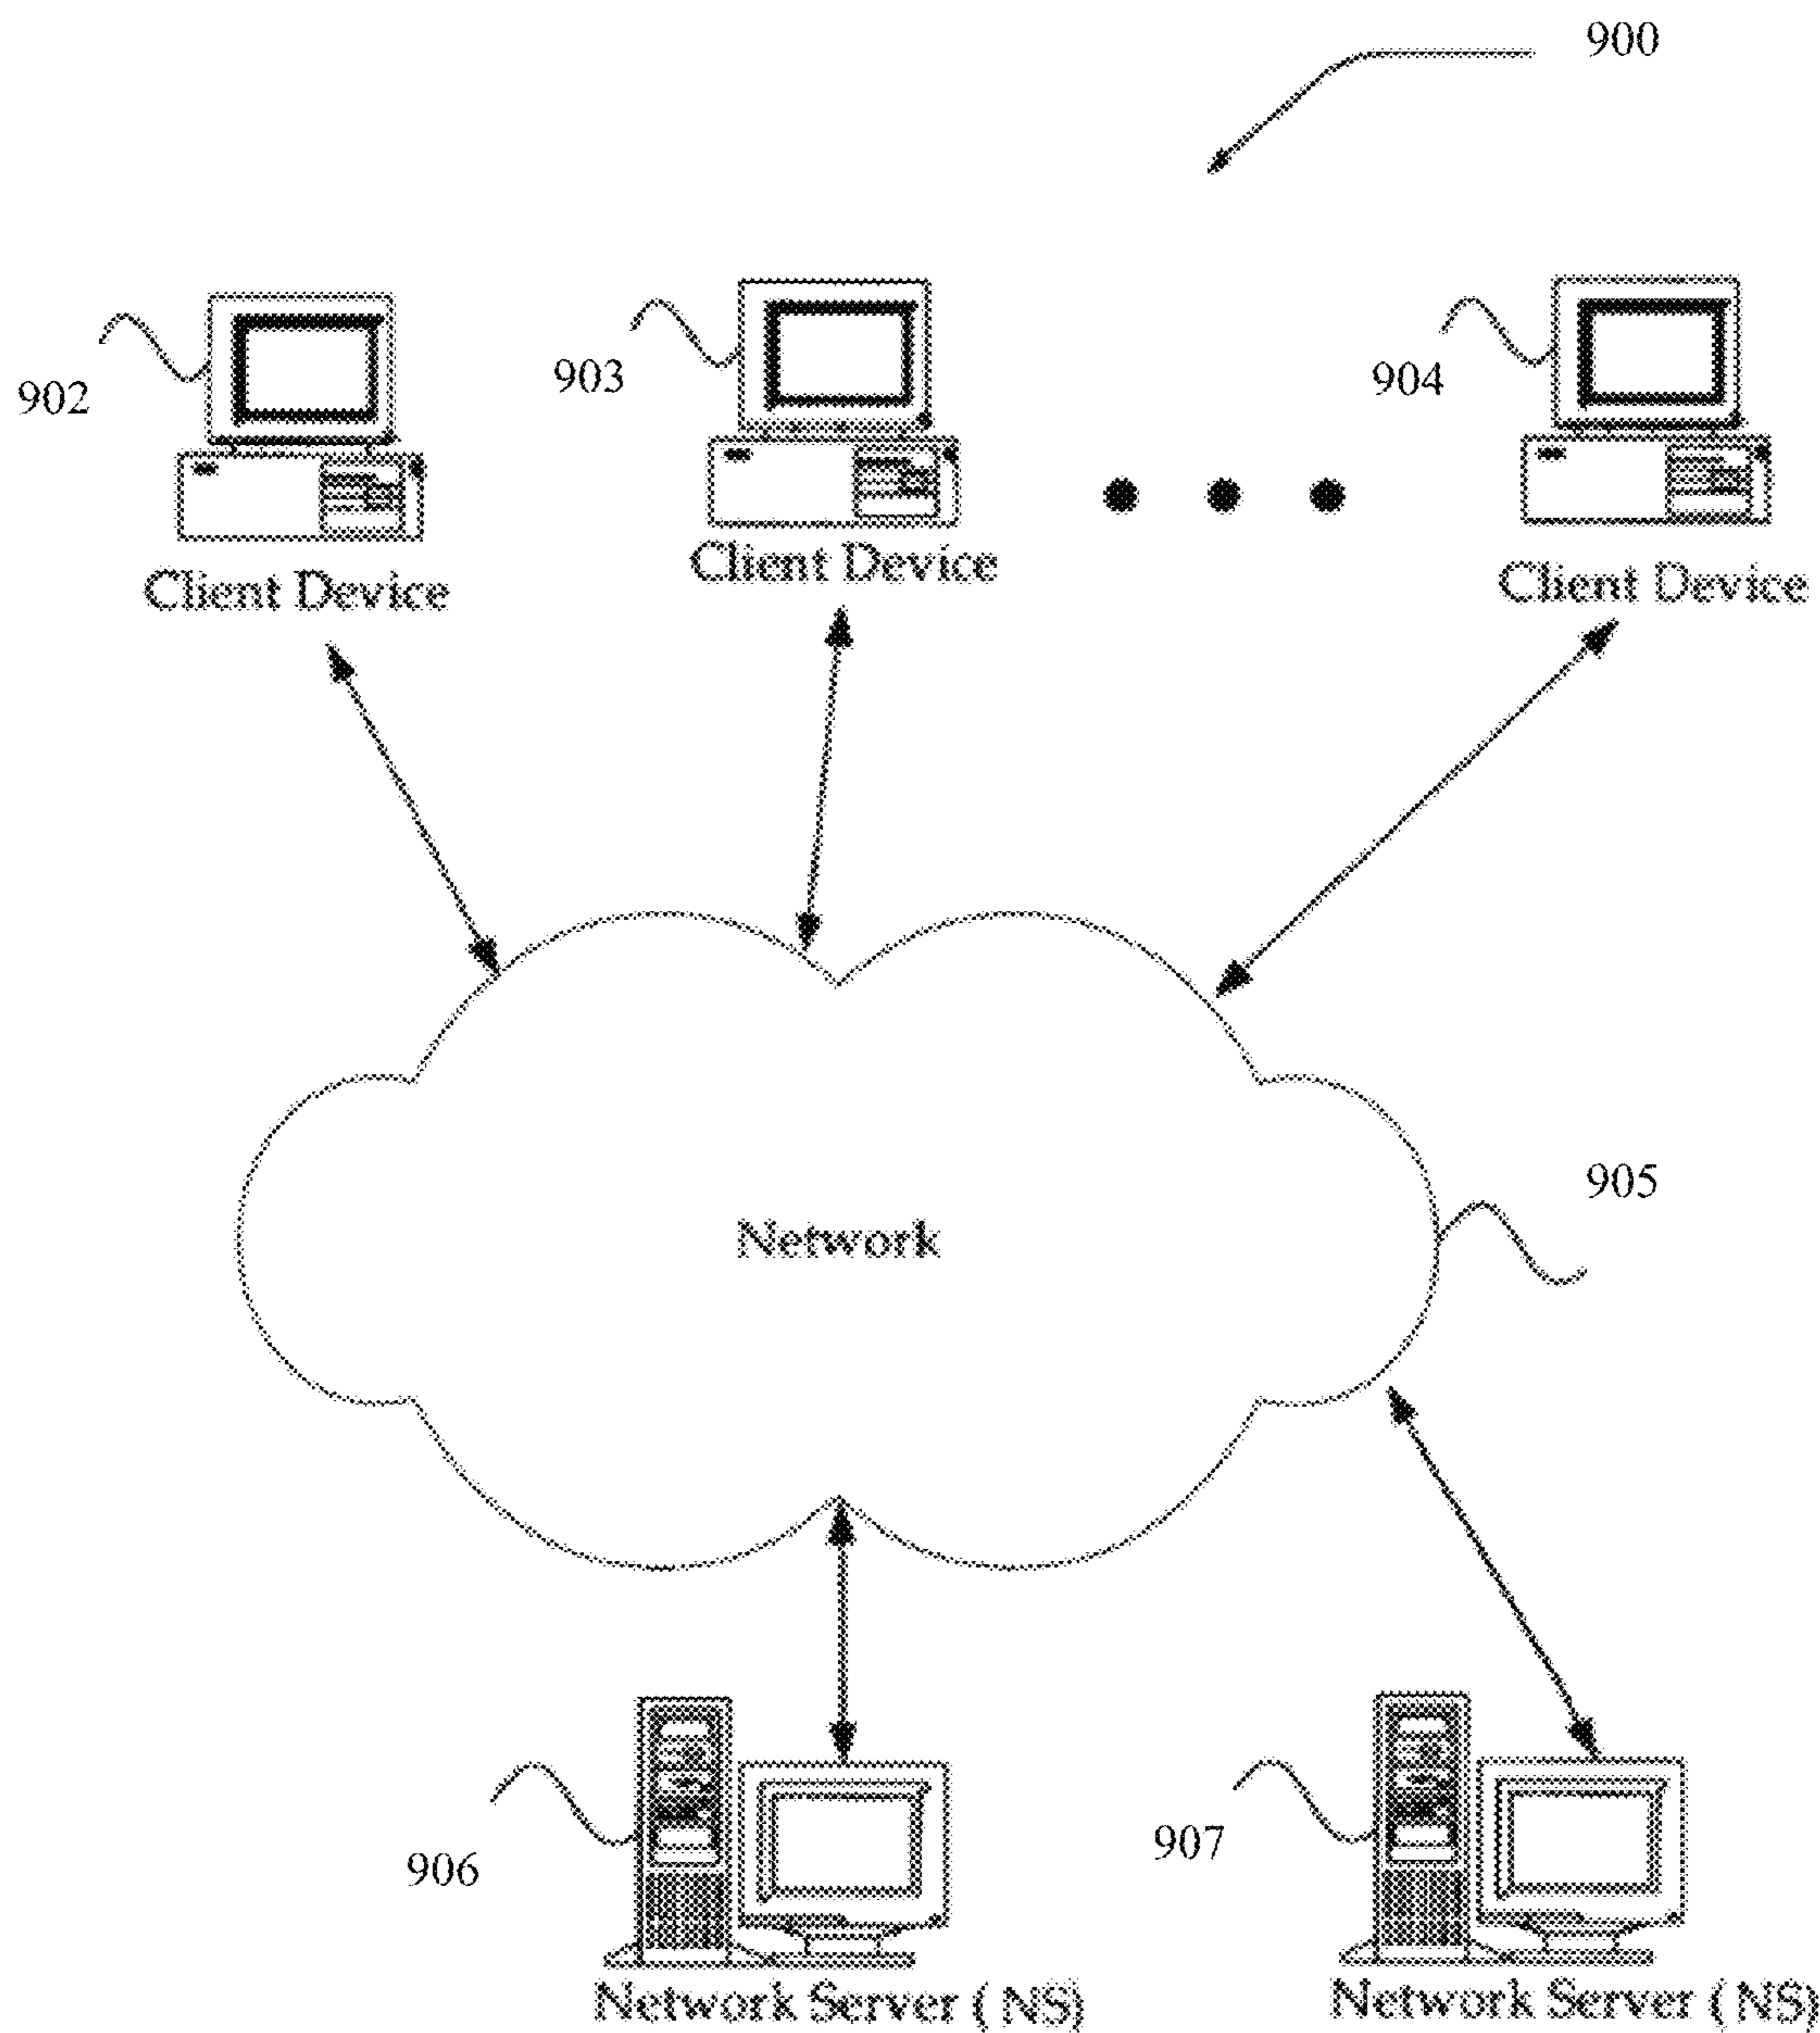 900
902
903
904
Client Device
Client Device
Client Device
905
Network
906
907
Network Server (NS)
Network Server (NS)